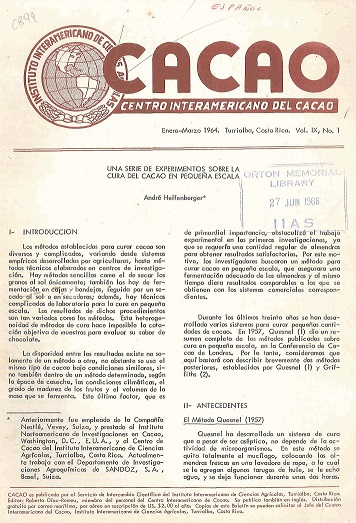 C894
ESPAÑOL
INSTITUTO INTERAMERICANO DE CIENCIAS AGRICOLAS
CACAO
CENTRO INTERAMERICANO DEL CACAO
Enero-Marzo 1964. Turrialba, Costa Rica. Vol. IX, No. 1
UNA SERIE DE EXPERIMENTOS SOBRE LA
CURA DEL CACAO EN PEQUEÑA ESCALA
André Helfenberger*
ORTON MEMORIAL
LIBRARY
27 JUN 1966
IIAS
I- INTRODUCCION
Los métodos establecidos para curar cacao son
diversos y complicados, variando desde sistemas
empíricos desarrollados por agricultores, hasta mé-
todos técnicos elaborados en centros de investiga-
ción. Hay métodos sencillos como el de secar los
granos al sol únicamente; también los hay de fer-
mentación en cajas y bandejas, seguida por un se-
cado al sol o en secadoras; además, hay técnicas
complicadas de laboratorio para la cura en pequeña
escala. Los resultados de dichos procedimientos
son tan variados como los métodos. Esta heteroge-
neidad de métodos de cura hace imposible la cata-
ción objetiva de muestras para evaluar su sabor de
chocolate.
La disparidad entre los resultados existe no so-
lamente de un método a otro, no obstante se use el
mismo tipo de cacao bajo condiciones similares, si-
no también dentro de un método determinado, según
la época de cosecha, las condiciones climáticas, el
grado de madurez de los frutos y el volumen de la
masa que se fermenta. Este último factor, que es
* Anteriormente fue empleado de la Compañía
Nestlé, Vevey, Suiza, y prestado al Instituto
Norteamericano de Investigaciones en Cacao,
Washington, D.C., E.U.A., y al Centro de
Cacao del Instituto Interamericano de Ciencias
Agrícolas, Turrialba, Costa Rica. Actualmen-
te trabaja con el Departamento de Investiga-
ciones Agroquímicas de SANDOZ, S.A.,
Basel, Suiza.
de primordial importancia, obstaculizó el trabajo
experimental en las primeras investigaciones, ya
que se requería una cantidad regular de almendras
para obtener resultados satisfactorios. Por este mo-
tivo, los investigadores buscaron un método para
curar cacao en pequeña escala, que asegurara una
fermentación adecuada de las almendras y al mismo
tiempo diera resultados comparables a los que se
obtienen con los sistemas comerciales correspon-
dientes.
Durante los últimos treinta años se han desa-
rrollado varios sistemas para curar pequeñas canti-
dades de cacao. En 1957, Quesnel (1) dio un re-
sumen completo de los métodos publicados sobre
cura en pequeña escala, en la Conferencia de Ca-
cao de Londres. Por lo tanto, consideramos que
aquí bastará con describir brevemente dos métodos
posteriores, establecidos por Quesnel (1) y Grif-
fiths (2).
II- ANTECEDENTES
El Método Quesnel (1957)
Quesnel ha desarrollado un sistema de cura
que a pesar de ser aséptico, no depende de la ac-
tividad de microorganismos. En este método se
quita totalmente el mucílago, colocando las al-
mendras frescas en una lavadora de ropa, a la cual
se le agregan algunas tarugos de hule, se le echa
agua, y se deja funcionar durante unas dos horas.
CACAO es publicado por el Servicio de Intercambio Científico del Instituto Interamericano de Ciencias Agrícolas, Turrialba, Costa Rica.
Editor: Roberto Díau-Romeu, miembro del personal del Centro Interamericano de Cacao. Se publica también en inglés. Distribución
gratuita por correo marítimo, por aéreo en suscripción de US. $2.00 el año. Copias de este Boletín se pueden solicitar al Jefe del Centro
Interamericano del Cacao, Instituto Interamericano de Ciencias Agrícolas, Turrialba, Costa Rica.